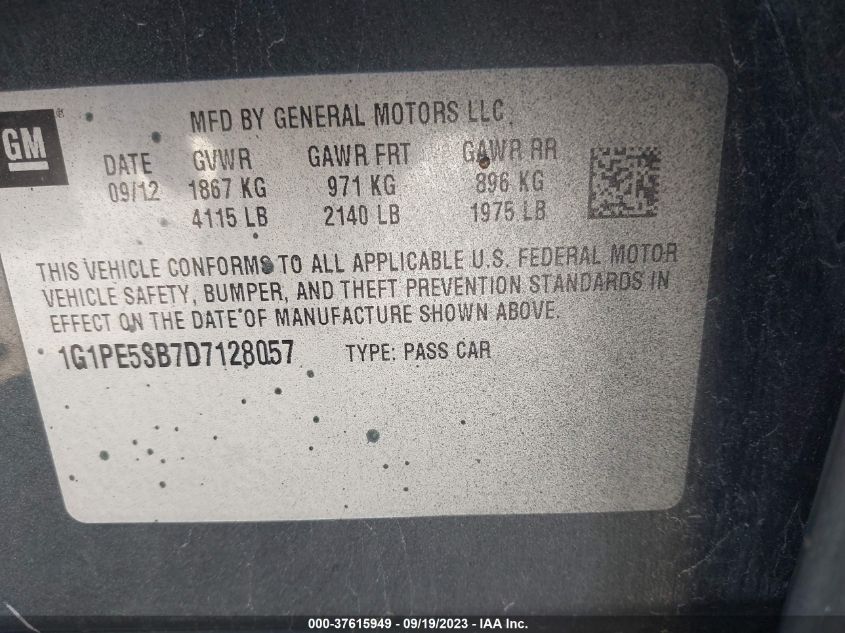 MFD BY GENERAL MOTORS LLC
GM®
DATE GVWR GAWR FRT GAWR RR
09/12 1867 KG 971 KG 896 KG
4115 LB 2140 LB 1975 LB
THIS VEHICLE CONFORMS TO ALL APPLICABLE U.S. FEDERAL MOTOR
VEHICLE SAFETY, BUMPER, AND THEFT PREVENTION STANDARDS IN
EFFECT ON THE DATE OF MANUFACTURE SHOWN ABOVE.
1G1PE5SB7D7128057 TYPE: PASS CAR
000-37615949 - 09/19/2023 - IAA Inc.